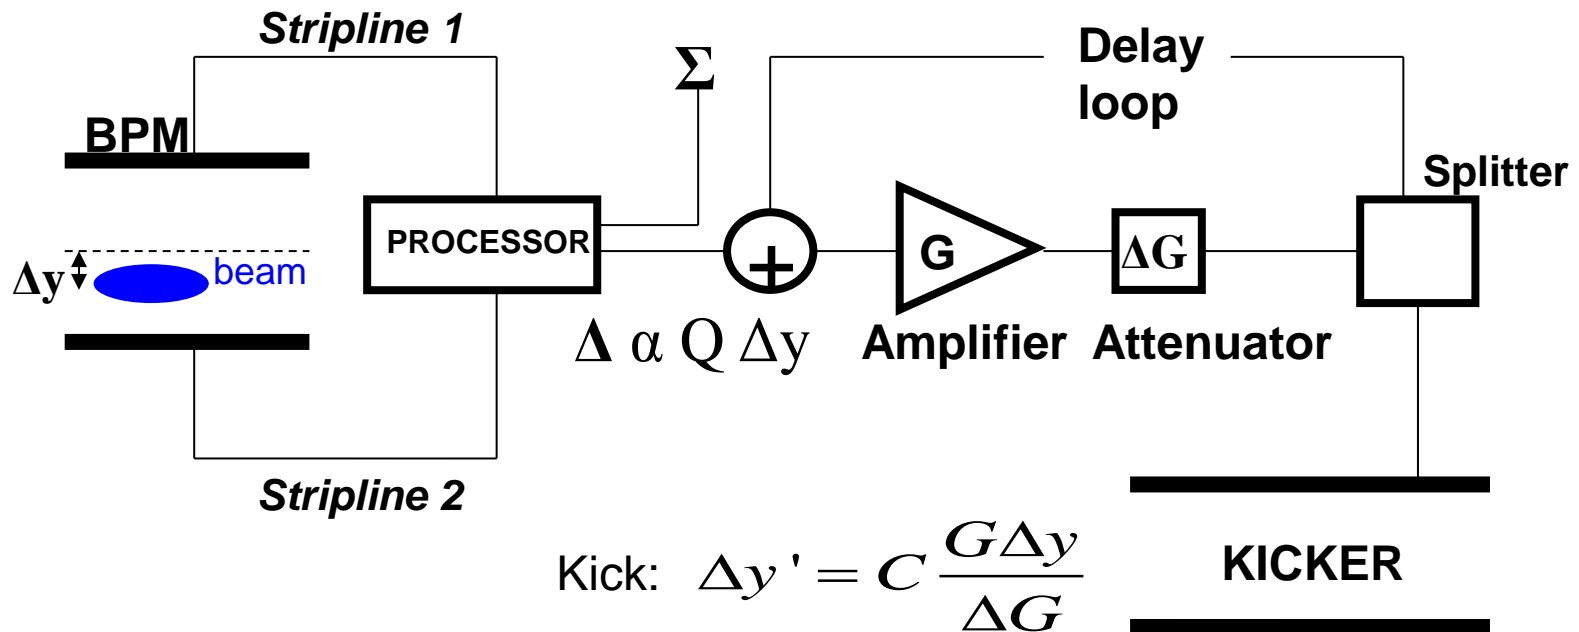 Stripline 1
Σ
Delay
loop
BPM
Splitter
PROCESSOR
+
G
ΔG
Δy
beam
Δ α Q Δy
Amplifier
Attenuator
Stripline 2
Kick: Δy ' = C GΔy / ΔG
KICKER